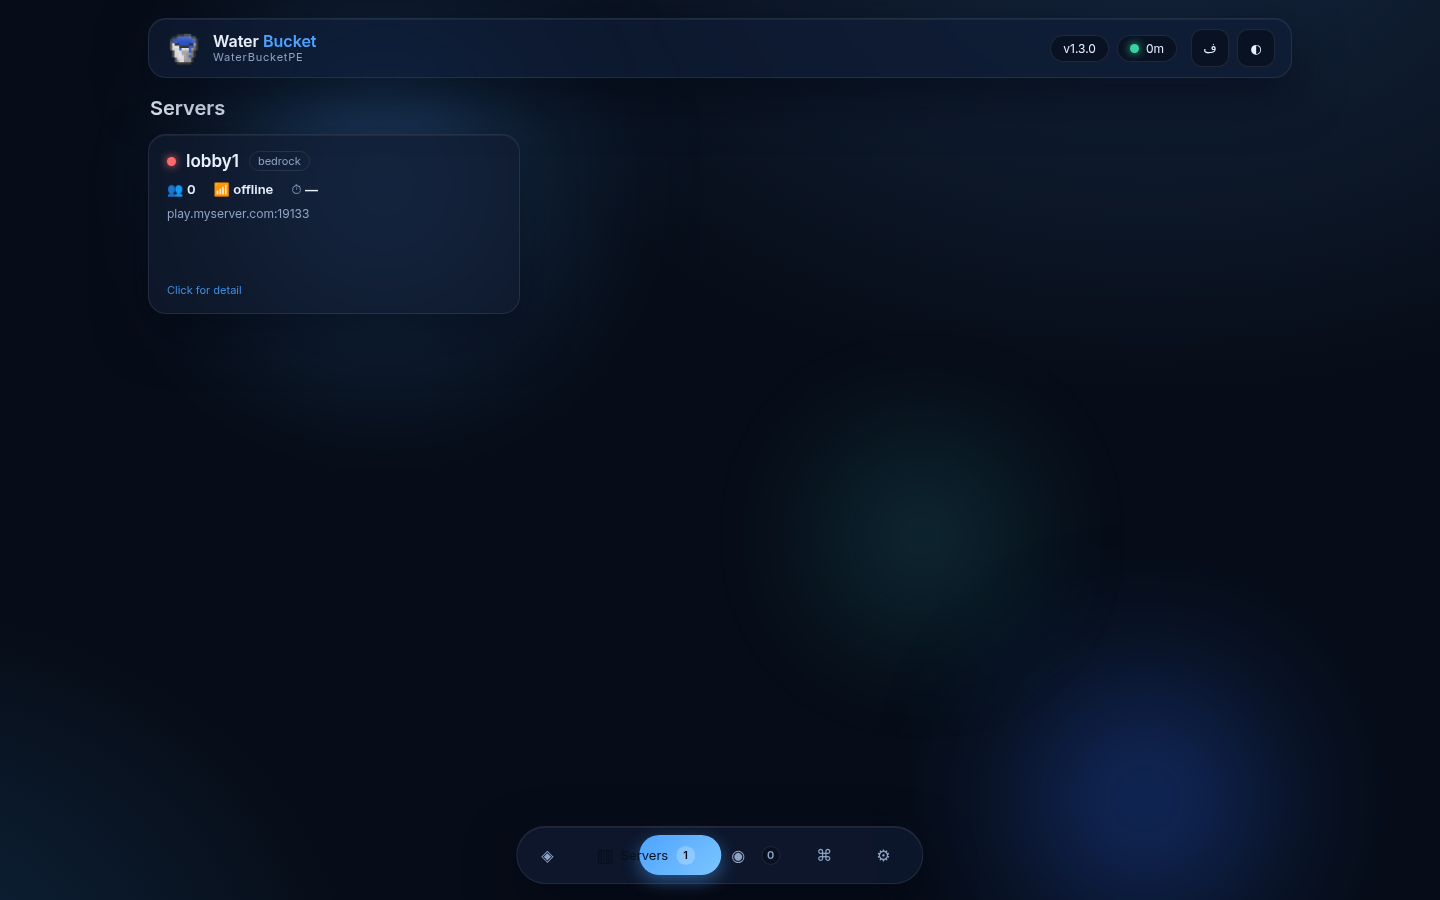 Water Bucket
WaterBucketPE
v1.3.0
0m
ف
Servers
lobby1
bedrock
0
offline
—
play.myserver.com:19133
Click for detail
Servers 1
0